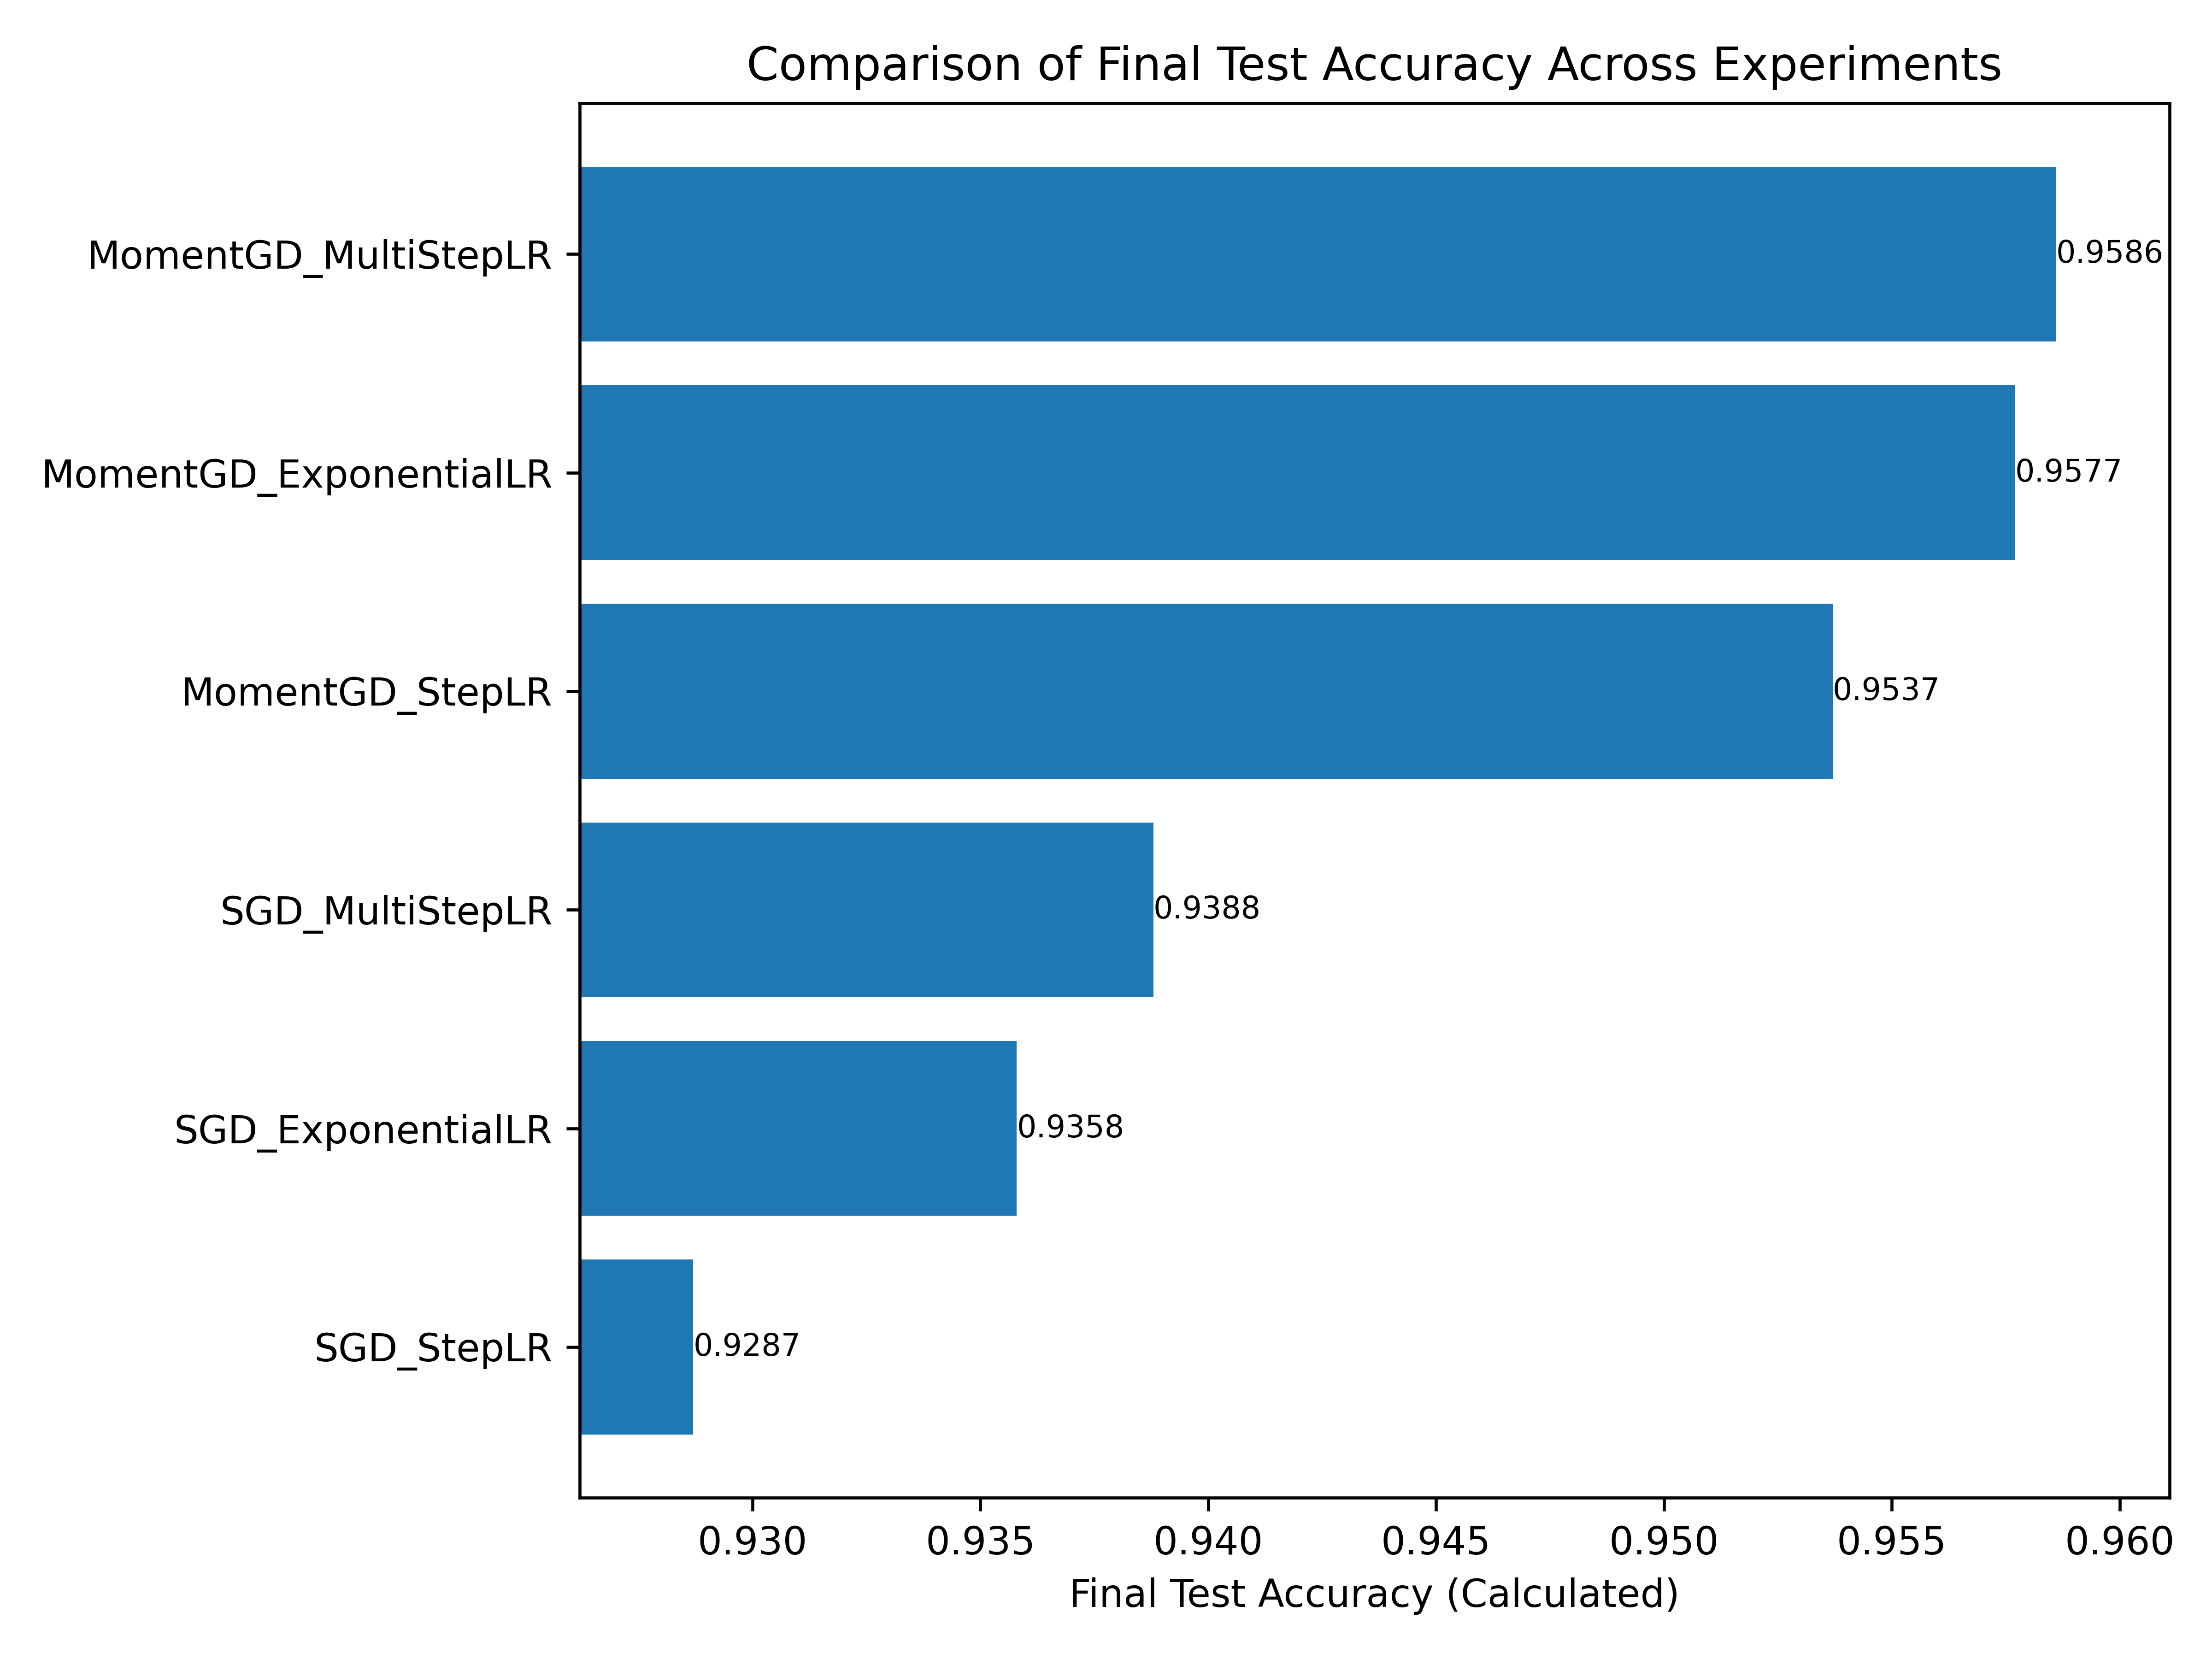 Comparison of Final Test Accuracy Across Experiments
MomentGD_MultiStepLR
0.9586
MomentGD_ExponentialLR
0.9577
MomentGD_StepLR
0.9537
SGD_MultiStepLR
0.9388
SGD_ExponentialLR
0.9358
SGD_StepLR
0.9287
0.930 0.935 0.940 0.945 0.950 0.955 0.960
Final Test Accuracy (Calculated)